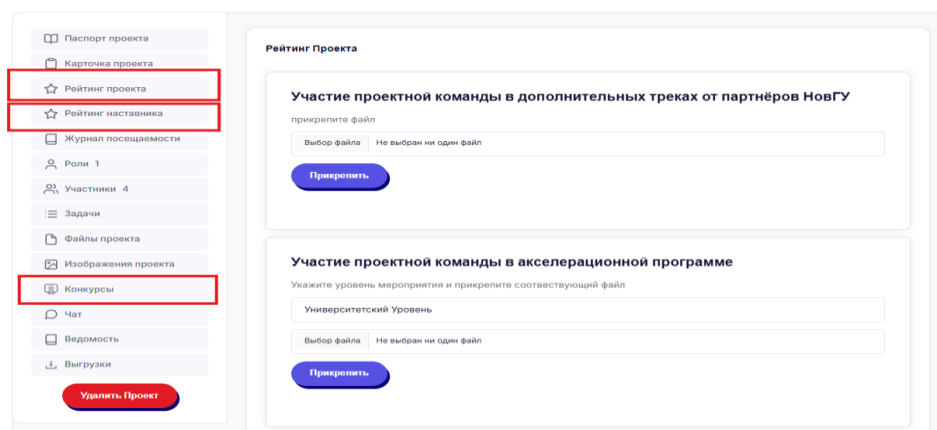 Паспорт проекта
Карточка проекта
Рейтинг проекта
Рейтинг наставника
Журнал посещаемости
Роли 1
Участники 4
Задачи
Файлы проекта
Изображения проекта
Конкурсы
Чат
Ведомость
Выгрузки
Удалить Проект
Рейтинг Проекта
Участие проектной команды в дополнительных треках от партнёров НовГУ
прикрепите файл
Выбор файла Не выбран ни один файл
Прикрепить
Участие проектной команды в акселерационной программе
Укажите уровень мероприятия и прикрепите соотвествующий файл
Университетский Уровень
Выбор файла Не выбран ни один файл
Прикрепить